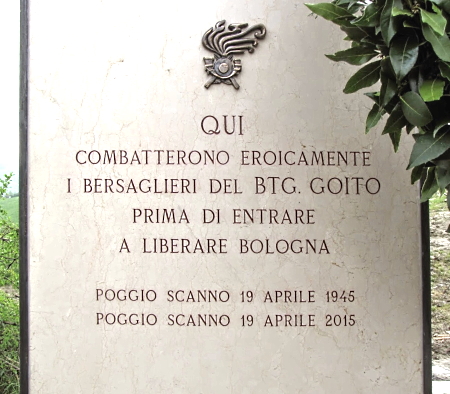 QUI
COMBATTERONO EROICAMENTE
I BERSAGLIERI DEL BTG. GOITO
PRIMA DI ENTRARE
A LIBERARE BOLOGNA
POGGIO SCANNO 19 APRILE 1945
POGGIO SCANNO 19 APRILE 2015